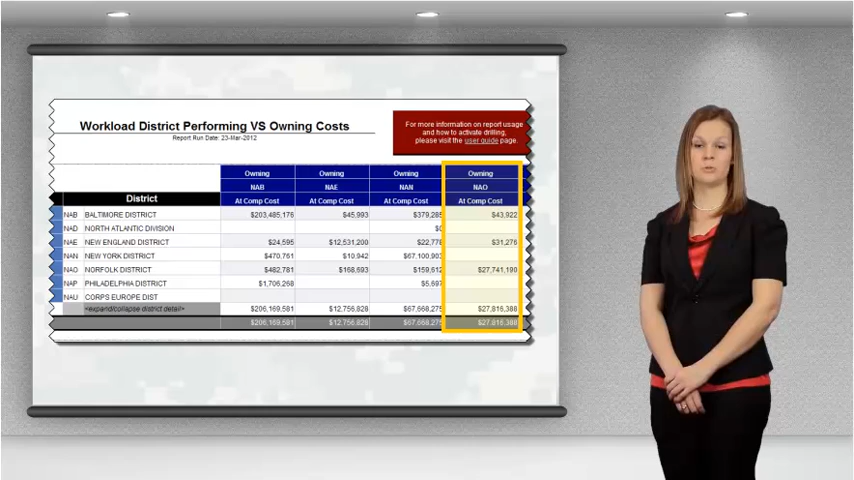 Workload District Performing VS Owning Costs
Report Run Date: 23-Mar-2012
For more information on report usage
and how to activate drilling,
please visit the user guide page.
Owning Owning Owning Owning
NAB NAE NAN NAO
District At Comp Cost At Comp Cost At Comp Cost At Comp Cost
NAB BALTIMORE DISTRICT $203,485,176 $45,993 $379,285 $43,922
NAD NORTH ATLANTIC DIVISION $0
NAE NEW ENGLAND DISTRICT $24,595 $12,531,200 $22,778 $31,276
NAN NEW YORK DISTRICT $470,761 $10,942 $67,100,903
NAO NORFOLK DISTRICT $482,781 $168,693 $159,612 $27,741,190
NAP PHILADELPHIA DISTRICT $1,706,268 $5,697
NAU CORPS EUROPE DIST
<expand/collapse district detail> $206,169,581 $12,756,828 $67,668,275 $27,816,388
$206,169,581 $12,756,828 $67,668,275 $27,816,388